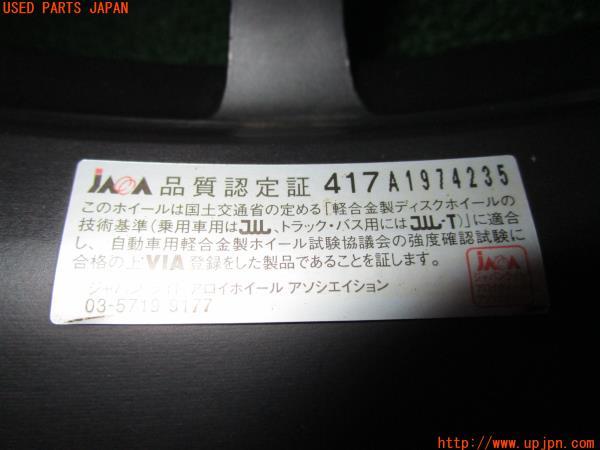 USED PARTS JAPAN
JAWA 品質認定証 417 A1974235
このホイールは国土交通省の定める「軽合金製ディスクホイールの
技術基準(乗用車用はJWL、トラック・バス用にはJWL-T)」に適合
し、自動車用軽合金製ホイール試験協議会の強度確認試験に
合格の上VIA登録をした製品であることを証します。
ジャパン ライト アロイホイール アソシエイション
03-5719-9177
JAWA
http://www.upjpn.com/